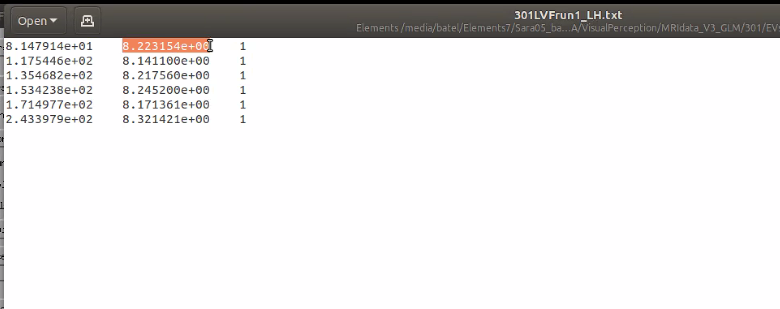 301LVFrun1_LH.txt
Open
Elements /media/batel/Elements7/Sara05_ba...A/VisualPerception/MRIdata_V3_GLM/301/EV
8.147914e+01 8.223154e+00 1
1.175446e+02 8.141100e+00 1
1.354682e+02 8.217560e+00 1
1.534238e+02 8.245200e+00 1
1.714977e+02 8.171361e+00 1
2.433979e+02 8.321421e+00 1